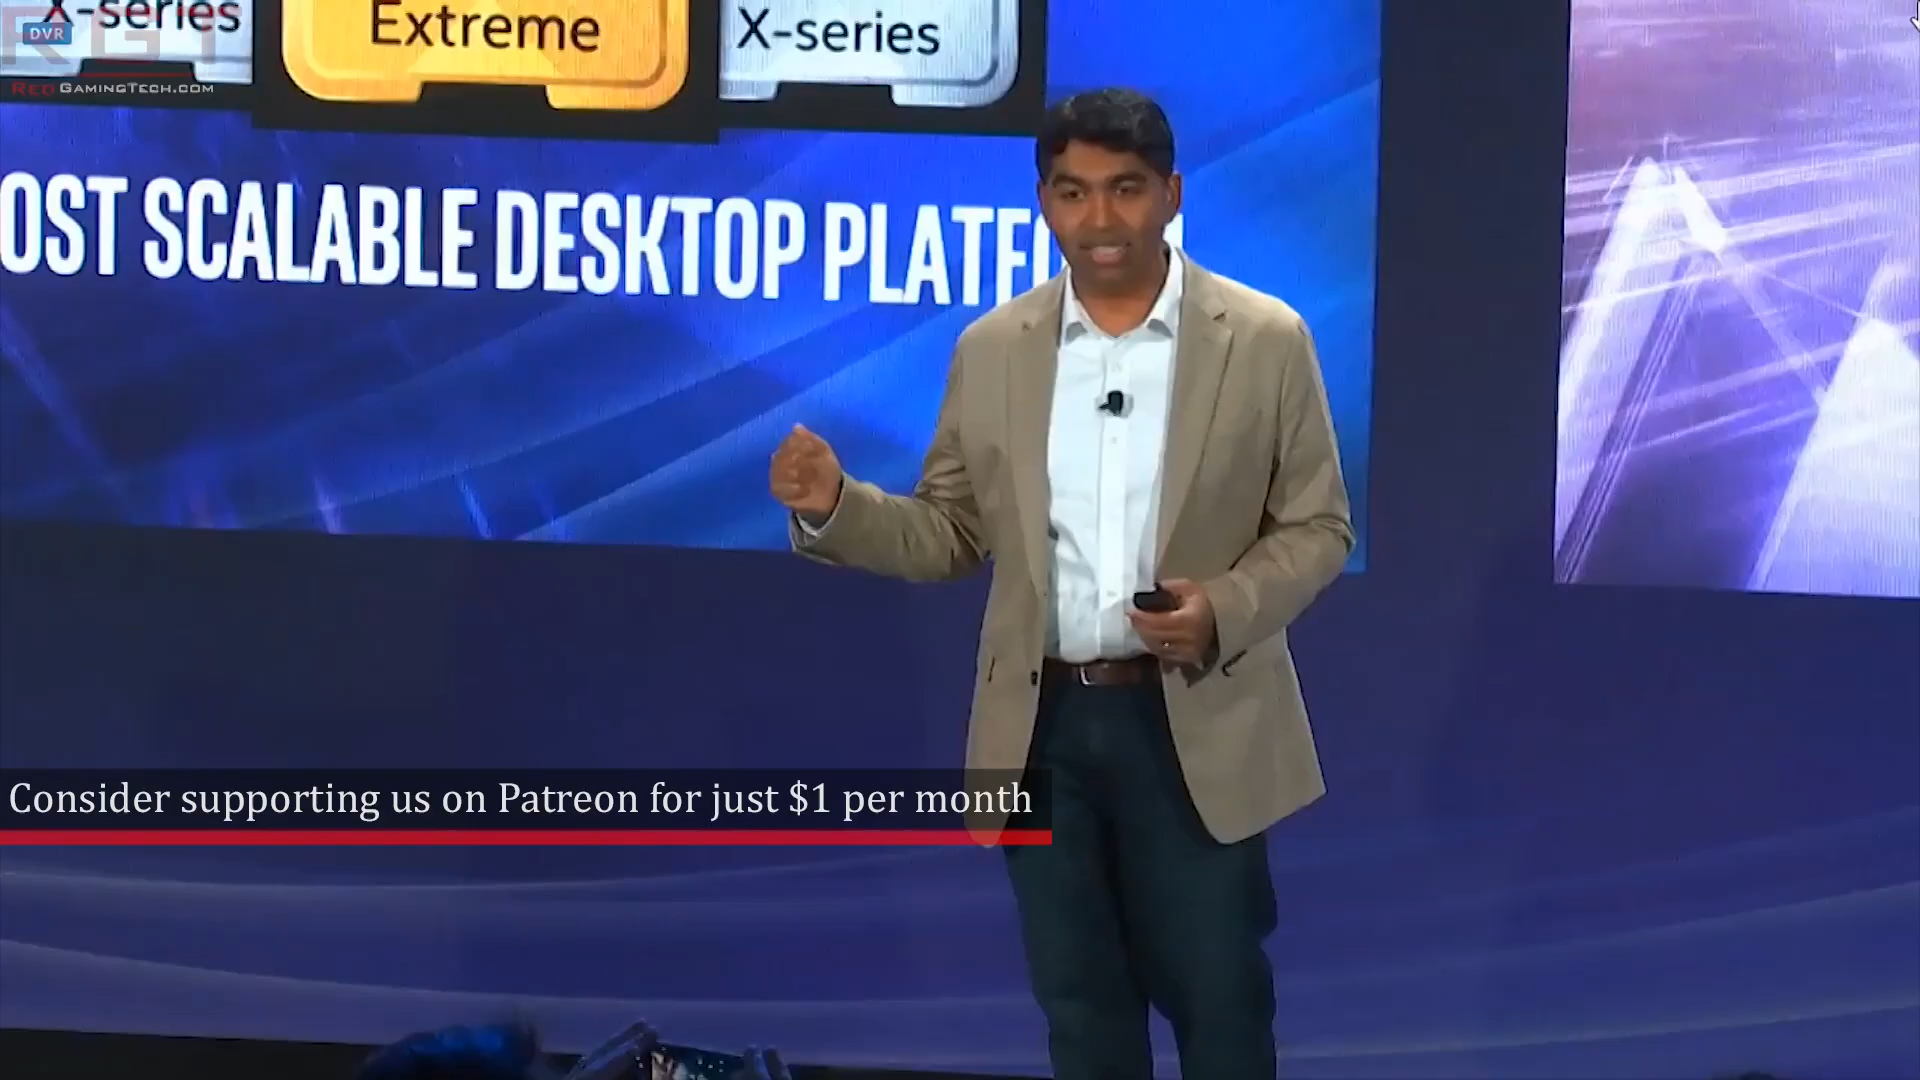 X-series
Extreme
X-series
DVR
RGT
REDGAMINGTECH.COM
OST SCALABLE DESKTOP PLATF
Consider supporting us on Patreon for just $1 per month